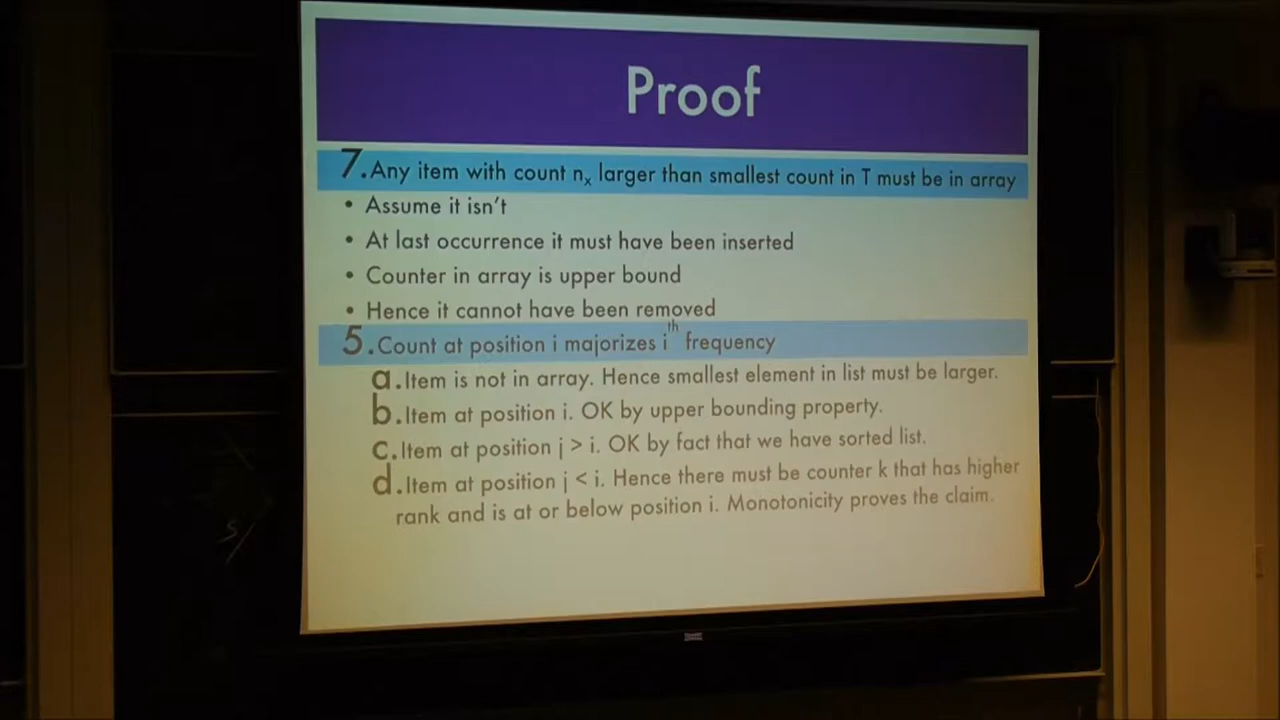 Proof
7. Any item with count nx larger than smallest count in T must be in array
• Assume it isn't
• At last occurrence it must have been inserted
• Counter in array is upper bound
• Hence it cannot have been removed
5. Count at position i majorizes ith frequency
a. Item is not in array. Hence smallest element in list must be larger.
b. Item at position i. OK by upper bounding property.
c. Item at position j > i. OK by fact that we have sorted list.
d. Item at position j < i. Hence there must be counter k that has higher
rank and is at or below position i. Monotonicity proves the claim.